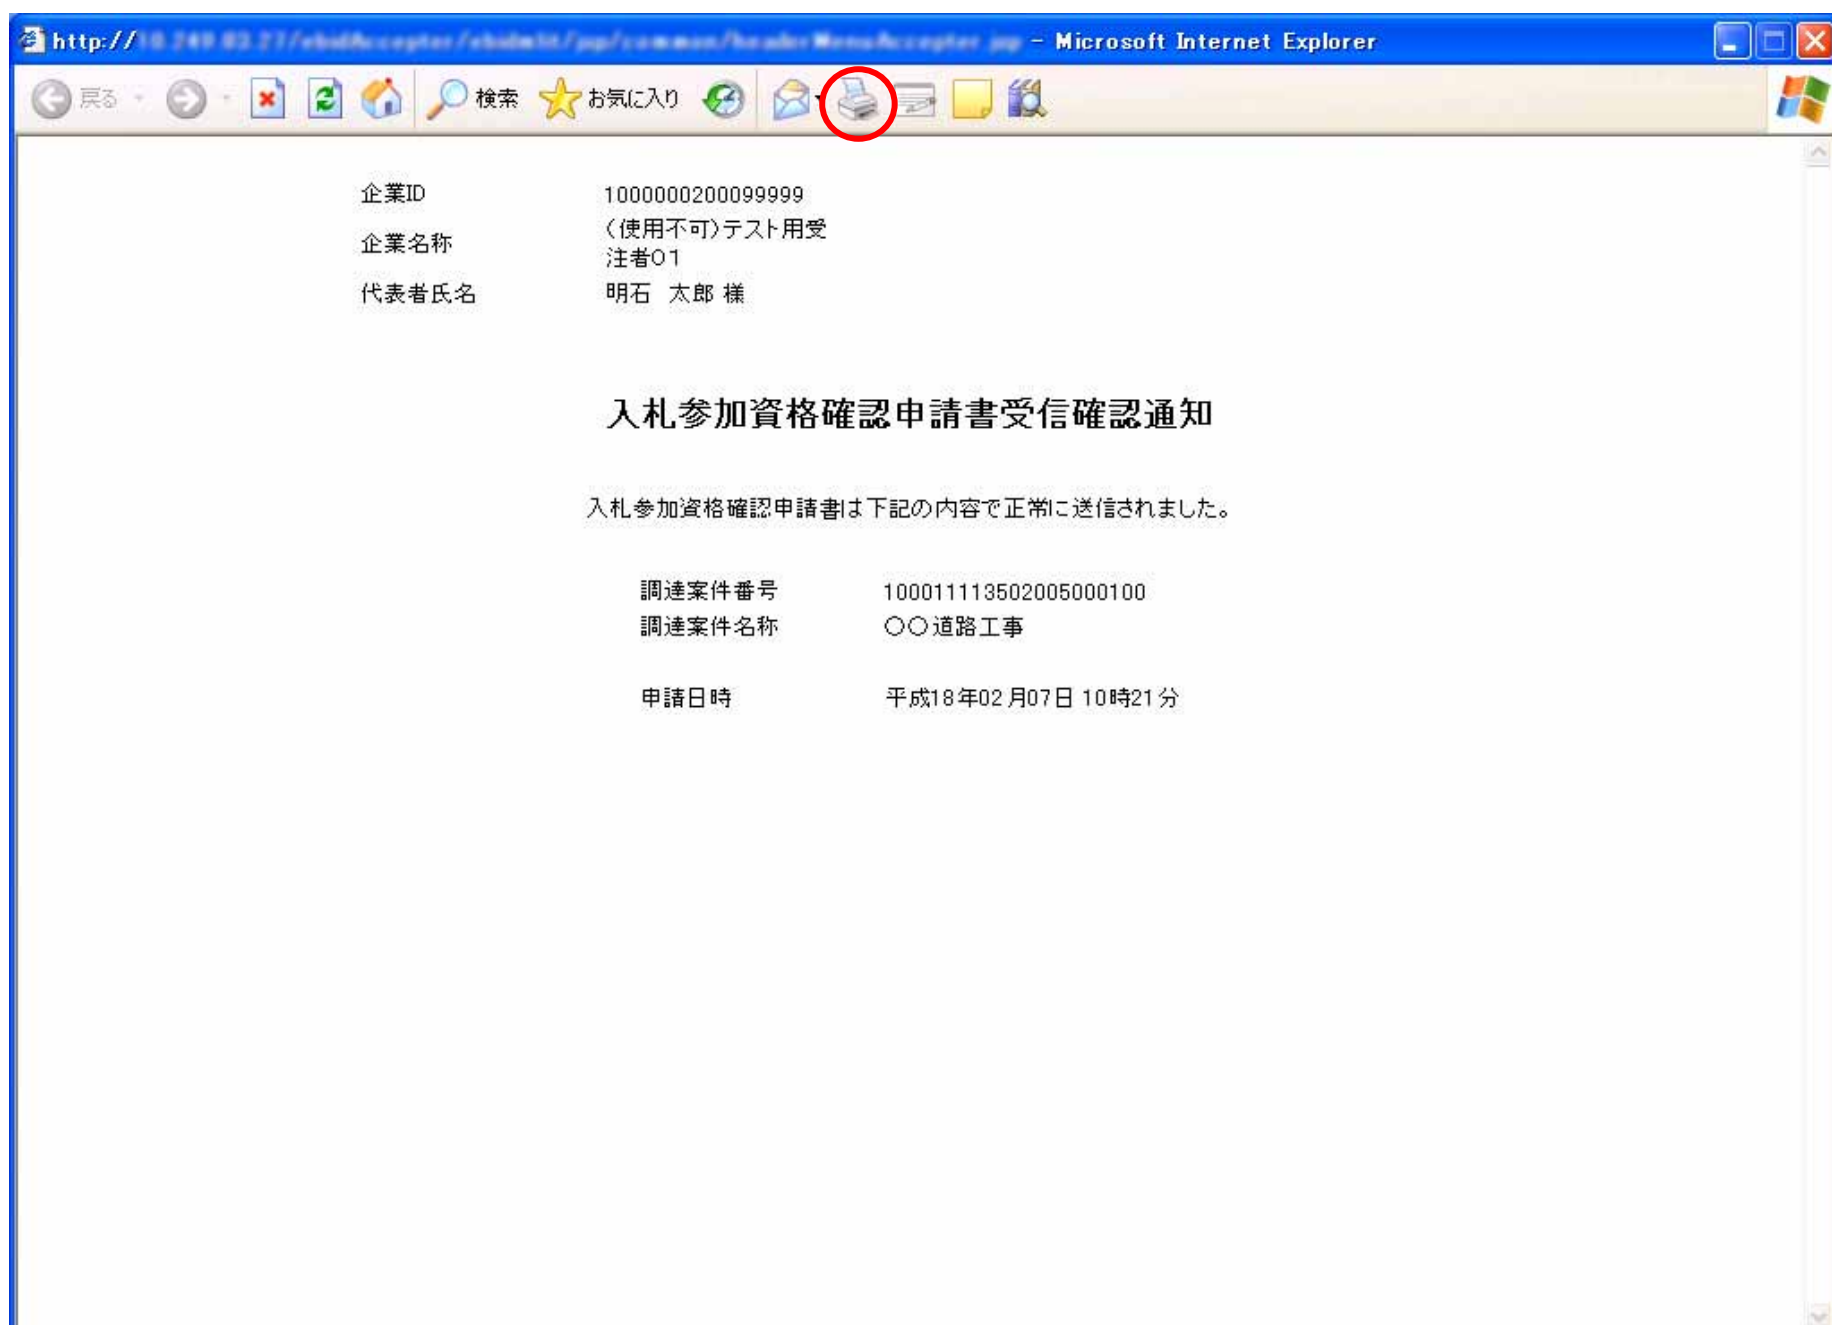 http:// - Microsoft Internet Explorer
戻る 検索 お気に入り
企業ID 1000000200099999
企業名称 (使用不可)テスト用受
注者01
代表者氏名 明石 太郎 様
入札参加資格確認申請書受信確認通知
入札参加資格確認申請書は下記の内容で正常に送信されました。
調達案件番号 100011113502005000100
調達案件名称 〇〇道路工事
申請日時 平成18年02月07日 10時21分